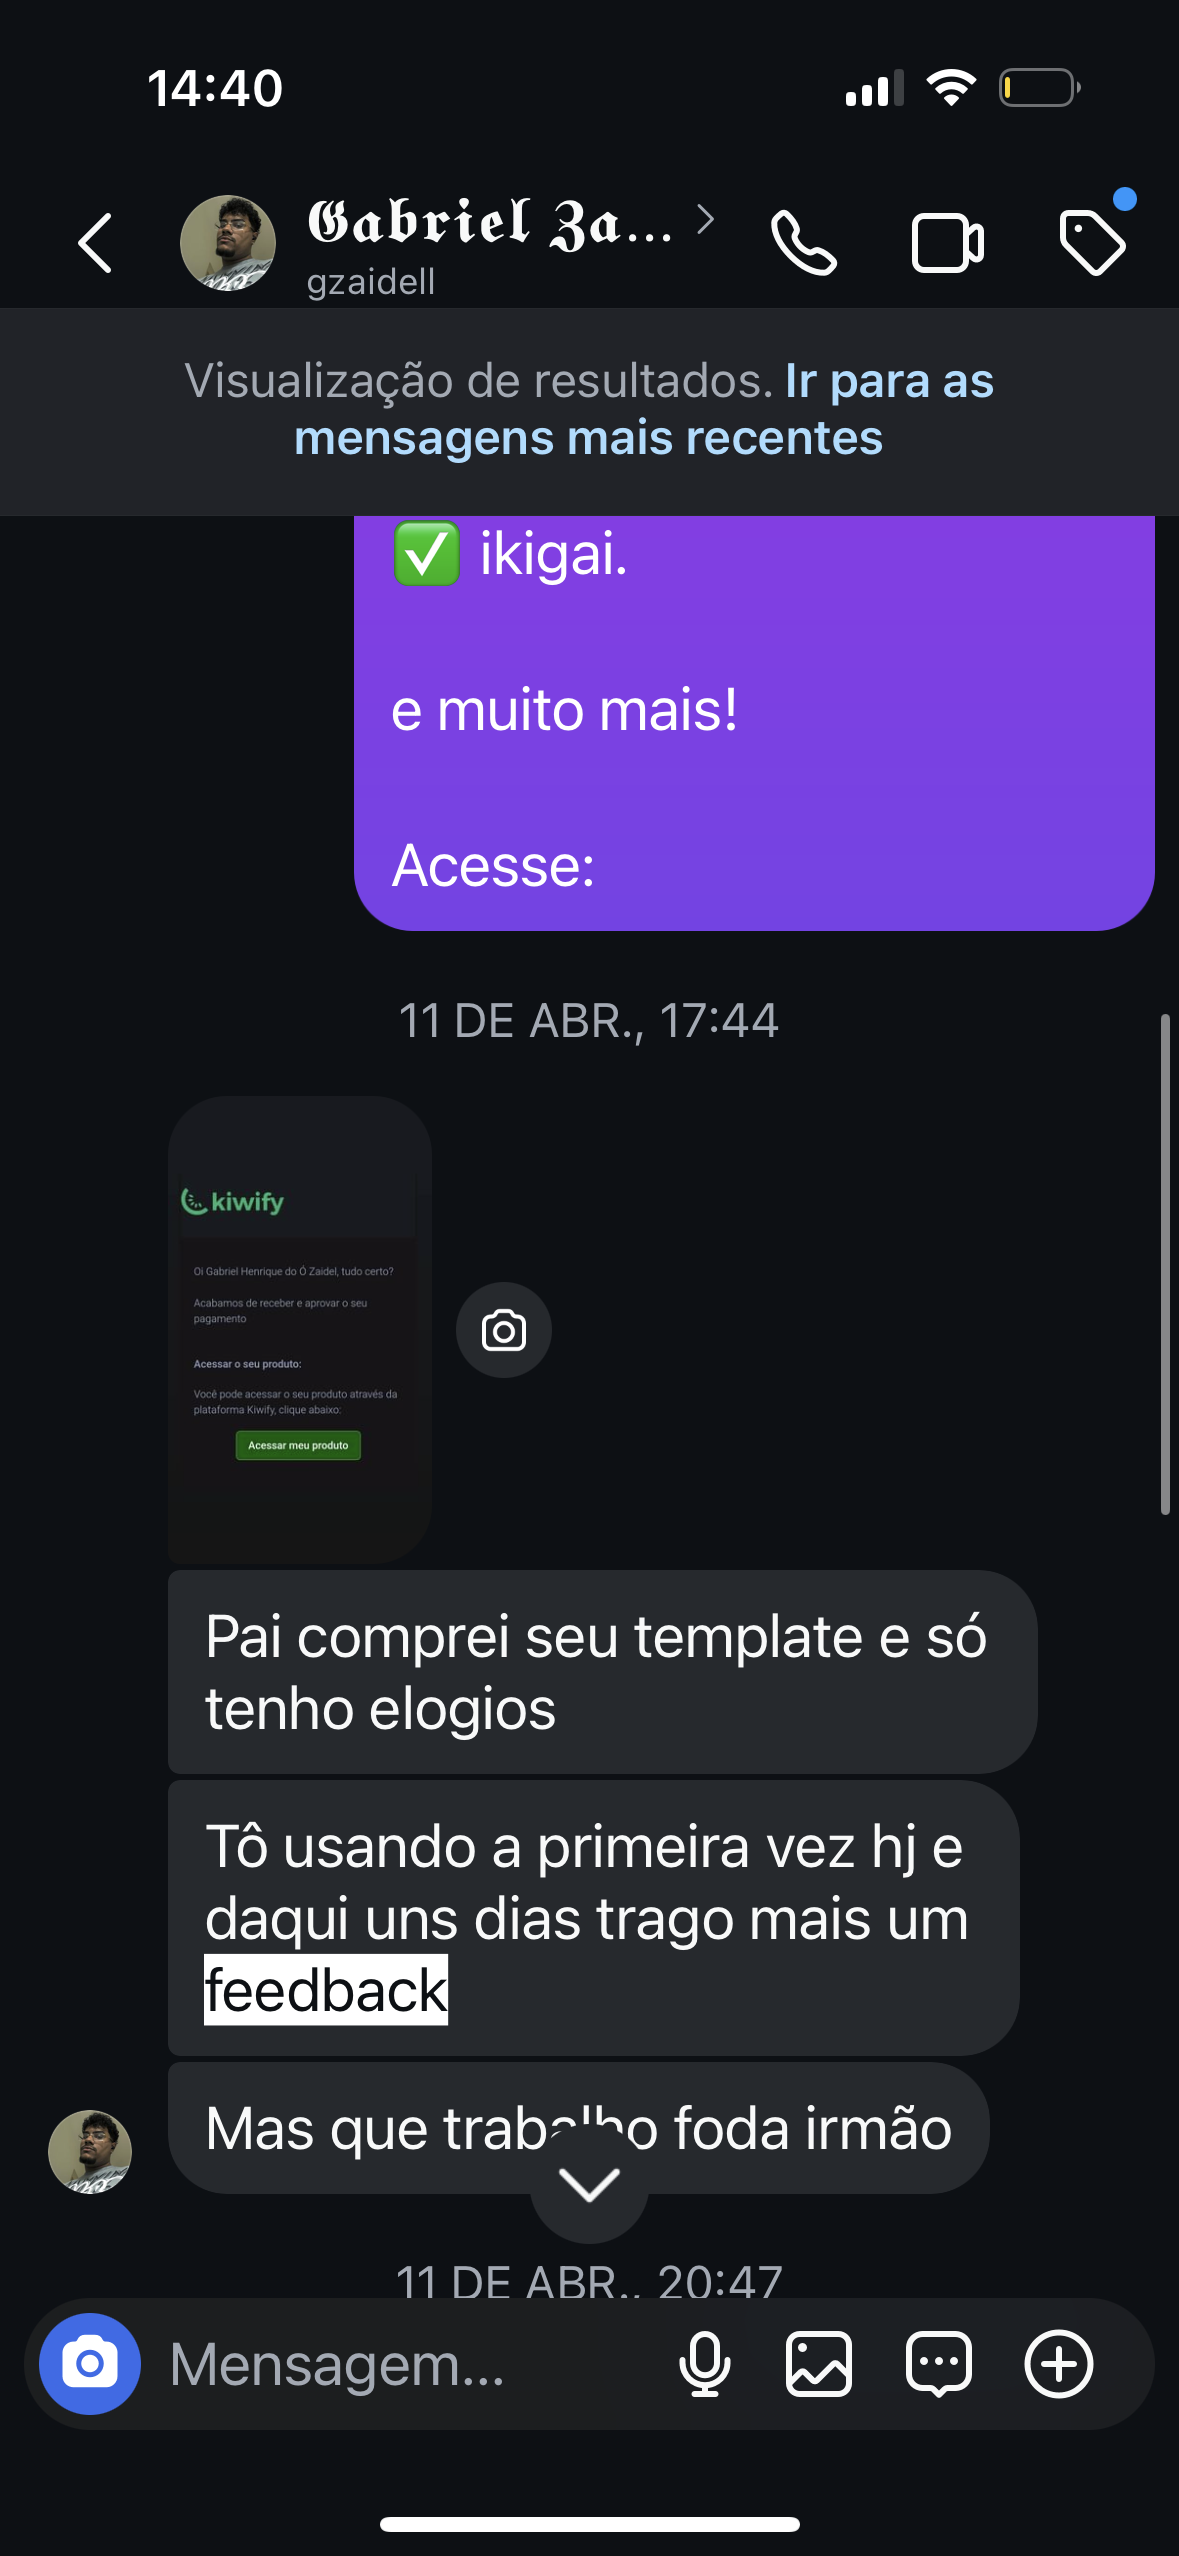 14:40
𝕲𝖆𝖇𝖗𝖎𝖊𝖑 𝖅𝖆...
gzaidell
Visualização de resultados. Ir para as
mensagens mais recentes
✅ ikigai.
e muito mais!
Acesse:
11 DE ABR., 17:44
kiwify
Oi Gabriel Henrique do Ó Zaidel, tudo certo?
Acabamos de receber e aprovar o seu
pagamento
Acessar o seu produto:
Você pode acessar o seu produto através da
plataforma Kiwify, clique abaixo:
Acessar meu produto
Pai comprei seu template e só
tenho elogios
Tô usando a primeira vez hj e
daqui uns dias trago mais um
feedback
Mas que trabalho foda irmão
11 DE ABR., 20:47
Mensagem...